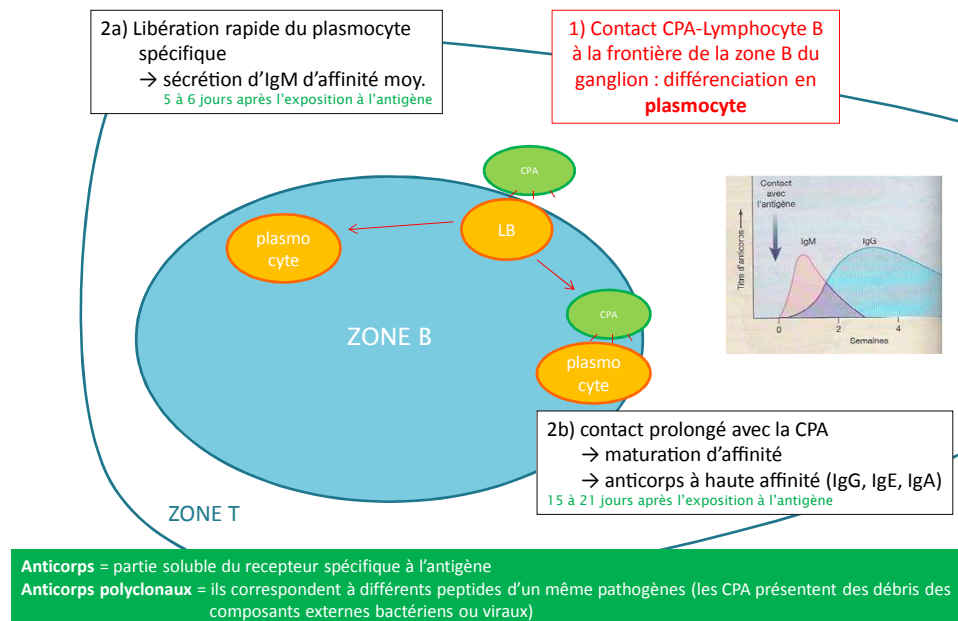 2a) Libération rapide du plasmocyte
spécifique
→ sécrétion d'IgM d'affinité moy.
5 à 6 jours après l'exposition à l'antigène
1) Contact CPA-Lymphocyte B
à la frontière de la zone B du
ganglion : différenciation en
plasmocyte
CPA
LB
plasmo
cyte
CPA
plasmo
cyte
ZONE B
ZONE T
Contact
avec
l'antigène
IgM
IgG
Titre d'anticorps
0 2 4
Semaines
2b) contact prolongé avec la CPA
→ maturation d'affinité
→ anticorps à haute affinité (IgG, IgE, IgA)
15 à 21 jours après l'exposition à l'antigène
Anticorps = partie soluble du recepteur spécifique à l'antigène
Anticorps polyclonaux = ils correspondent à différents peptides d'un même pathogènes (les CPA présentent des débris des
composants externes bactériens ou viraux)